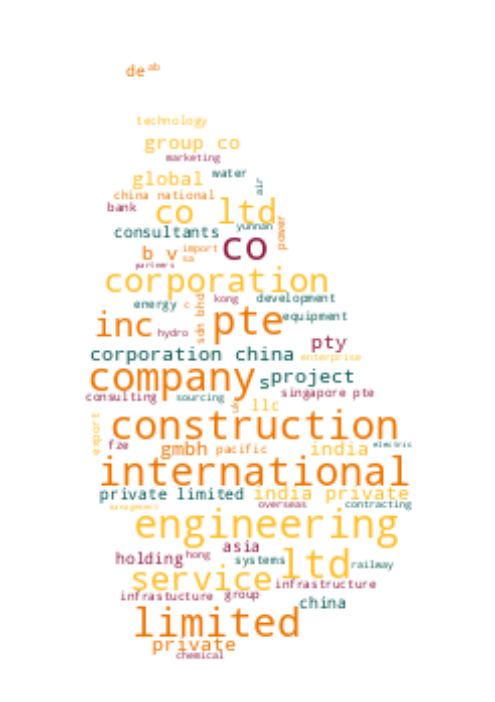 de ab
technology
group co
marketing
global water
air
china national
bank
co ltd
power
consultants yunnan
b v import co
sa
partners
corporation
energy c kong development
sdn bhd
inc hydro pte equipment
pty
corporation china enterprise
company s project
consulting sourcing singapore pte
llc
export
construction
fze gmbh pacific india electric
international
private limited india private
management overseas contracting
engineering
asia
holding hong systems ltd railway
service infrastructure
infrastucture group china
limited
private
chemical